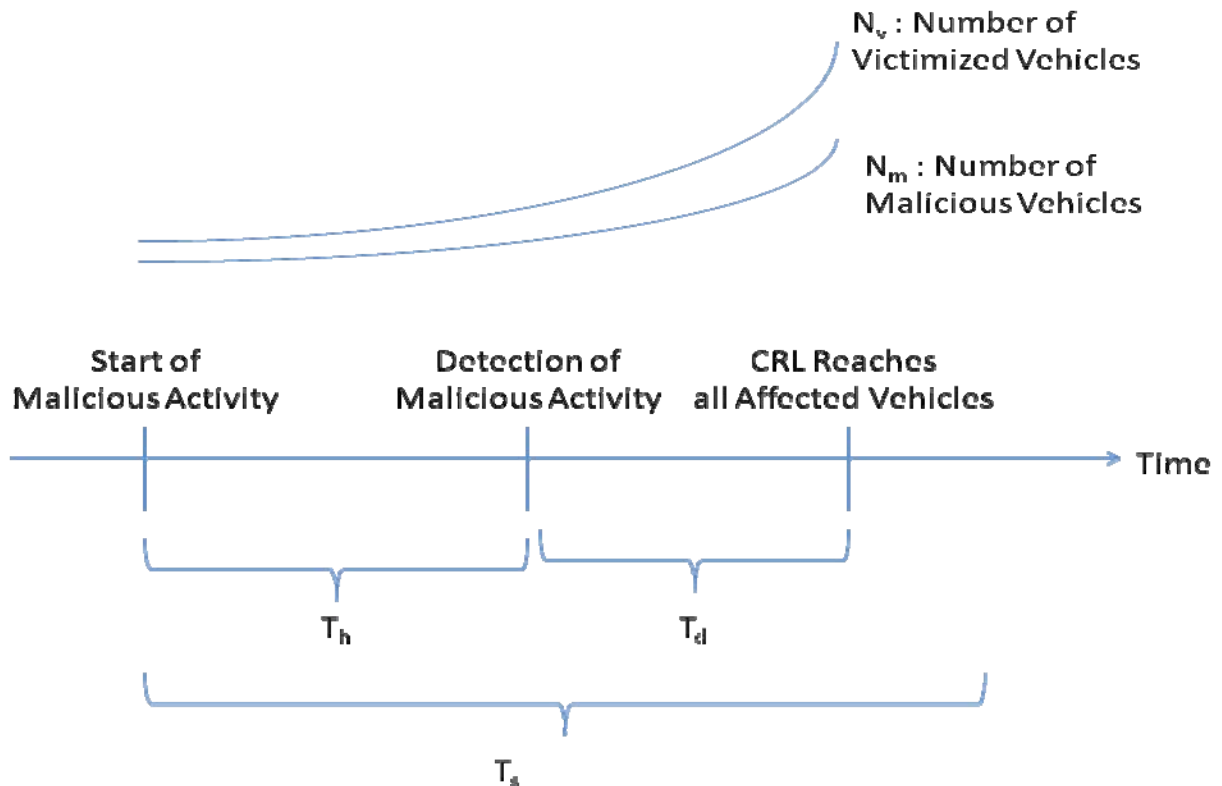 Nᵥ : Number of
Victimized Vehicles
Nₘ : Number of
Malicious Vehicles
Start of
Malicious Activity
Detection of
Malicious Activity
CRL Reaches
all Affected Vehicles
Time
Tₕ
T_d
Tₛ